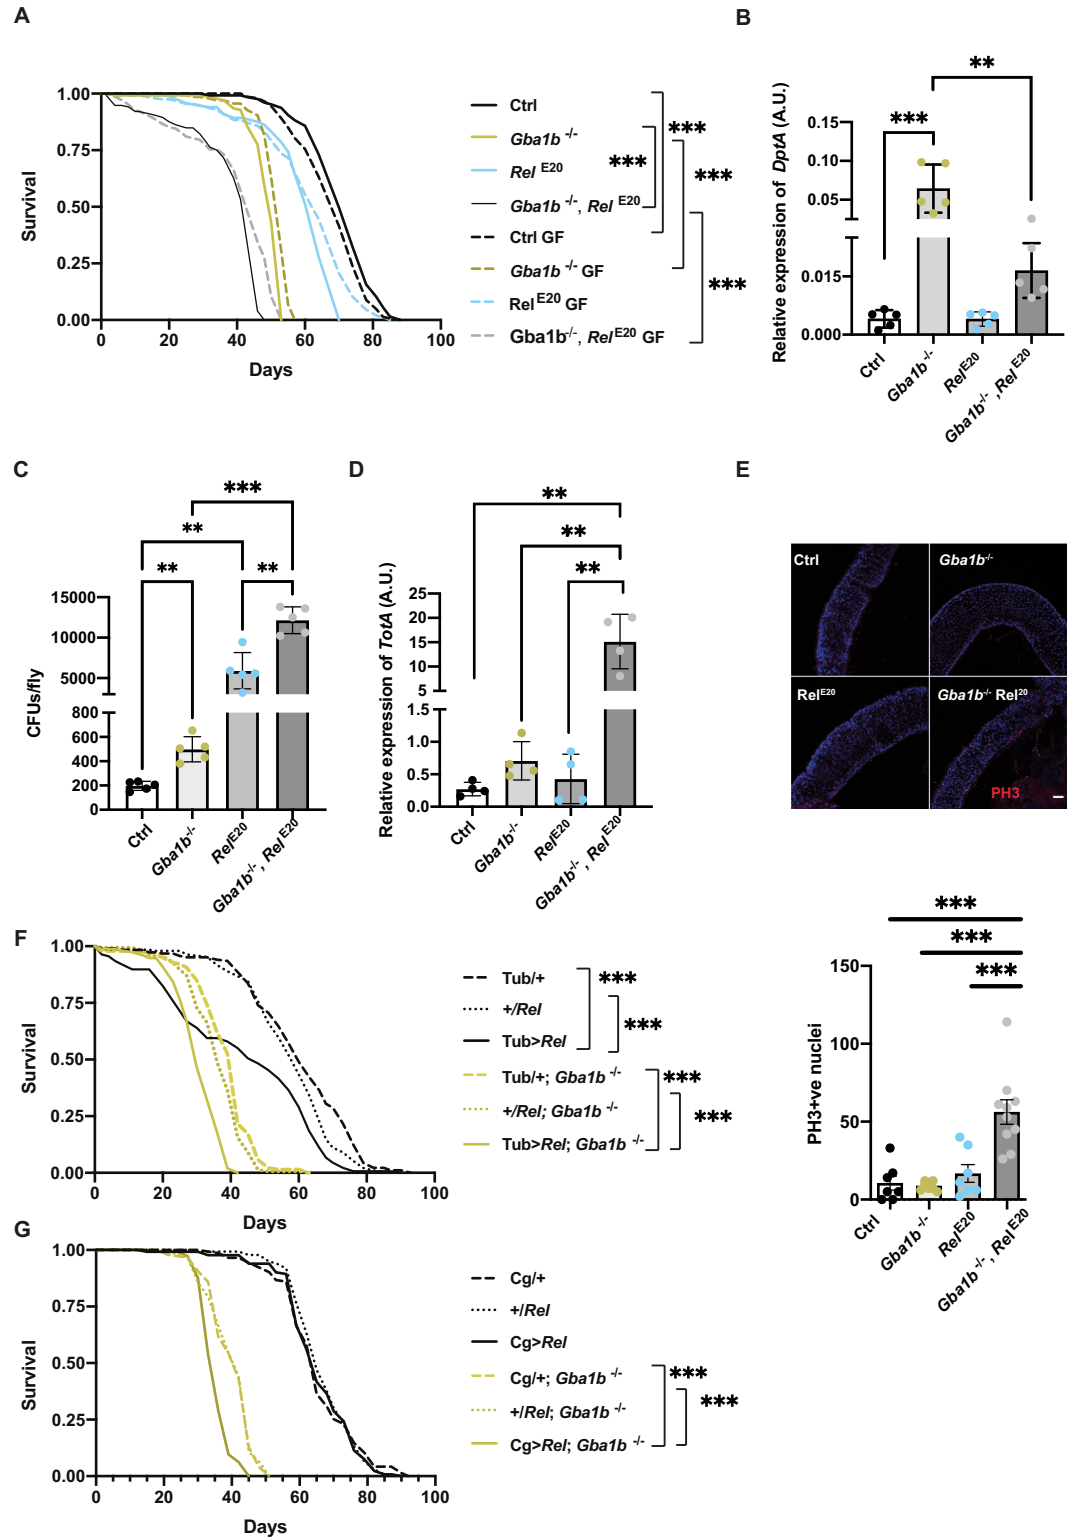 A
Survival
1.00
0.75
0.50
0.25
0.00
0 20 40 60 80 100
Days
Ctrl
Gba1b -/-
Rel E20
Gba1b -/-, Rel E20
Ctrl GF
Gba1b -/- GF
Rel E20 GF
Gba1b-/-, Rel E20 GF
***
***
***
***
B
Relative expression of DptA (A.U.)
0.15
0.10
0.05
0.015
0.000
***
**
Ctrl
Gba1b -/-
Rel E20
Gba1b -/-, Rel E20
C
CFUs/fly
15000
10000
5000
800
600
400
200
0
***
**
**
**
Ctrl
Gba1b -/-
Rel E20
Gba1b -/-, Rel E20
D
Relative expression of TotA (A.U.)
25
20
15
10
5
1.5
1.0
0.5
0.0
**
**
**
Ctrl
Gba1b -/-
Rel E20
Gba1b -/-, Rel E20
E
Ctrl
Gba1b -/-
Rel E20
Gba1b -/- Rel 20
PH3
PH3+ve nuclei
150
100
50
0
***
***
***
Ctrl
Gba1b -/-
Rel E20
Gba1b -/-, Rel E20
F
Survival
1.00
0.75
0.50
0.25
0.00
0 20 40 60 80 100
Days
Tub/+
+/Rel
Tub>Rel
Tub/+; Gba1b -/-
+/Rel; Gba1b -/-
Tub>Rel; Gba1b -/-
***
***
***
***
G
Survival
1.00
0.75
0.50
0.25
0.00
0 20 40 60 80 100
Days
Cg/+
+/Rel
Cg>Rel
Cg/+; Gba1b -/-
+/Rel; Gba1b -/-
Cg>Rel; Gba1b -/-
***
***